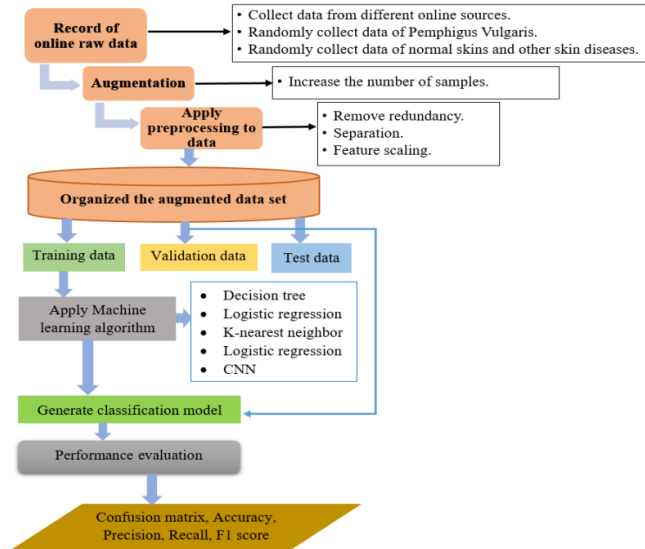 Record of
online raw data
• Collect data from different online sources.
• Randomly collect data of Pemphigus Vulgaris.
• Randomly collect data of normal skins and other skin diseases.
Augmentation
• Increase the number of samples.
Apply
preprocessing to
data
• Remove redundancy.
• Separation.
• Feature scaling.
Organized the augmented data set
Training data
Validation data
Test data
Apply Machine
learning algorithm
• Decision tree
• Logistic regression
• K-nearest neighbor
• Logistic regression
• CNN
Generate classification model
Performance evaluation
Confusion matrix, Accuracy,
Precision, Recall, F1 score